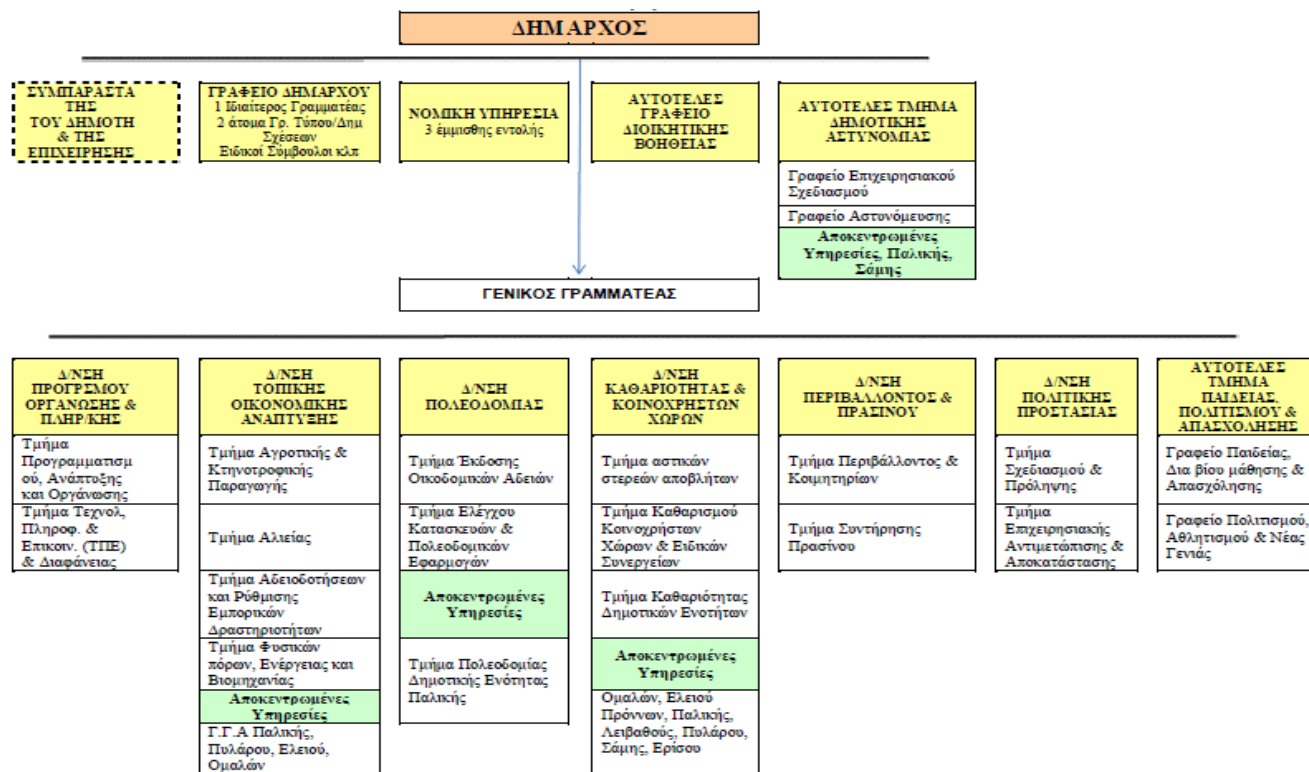 ΔΗΜΑΡΧΟΣ
ΣΥΜΠΑΡΑΣΤΑ
ΤΗΣ
ΤΟΥ ΔΗΜΟΤΗ
& ΤΗΣ
ΕΠΙΧΕΙΡΗΣΗΣ
ΓΡΑΦΕΙΟ ΔΗΜΑΡΧΟΥ
1 Ιδιαίτερος Γραμματέας
2 άτομα Γρ. Τύπου/Δημ
Σχέσεων
Ειδικοί Σύμβουλοι κλπ
ΝΟΜΙΚΗ ΥΠΗΡΕΣΙΑ
3 έμμισθης εντολής
ΑΥΤΟΤΕΛΕΣ
ΓΡΑΦΕΙΟ
ΔΙΟΙΚΗΤΙΚΗΣ
ΒΟΗΘΕΙΑΣ
ΑΥΤΟΤΕΛΕΣ ΤΜΗΜΑ
ΔΗΜΟΤΙΚΗΣ
ΑΣΤΥΝΟΜΙΑΣ
Γραφείο Επιχειρησιακού
Σχεδιασμού
Γραφείο Αστυνόμευσης
Αποκεντρωμένες
Υπηρεσίες, Παλικής,
Σάμης
ΓΕΝΙΚΟΣ ΓΡΑΜΜΑΤΕΑΣ
Δ/ΝΣΗ
ΠΡΟΓΡΣΜΟΥ
ΟΡΓΑΝΩΣΗΣ &
ΠΛΗΡ/ΚΗΣ
Τμήμα
Προγραμματισμ
ού, Ανάπτυξης
και Οργάνωσης
Τμήμα Τεχνολ,
Πληροφ. &
Επικοιν. (ΤΠΕ)
& Διαφάνειας
Δ/ΝΣΗ
ΤΟΠΙΚΗΣ
ΟΙΚΟΝΟΜΙΚΗΣ
ΑΝΑΠΤΥΞΗΣ
Τμήμα Αγροτικής &
Κτηνοτροφικής
Παραγωγής
Τμήμα Αλιείας
Τμήμα Αδειοδοτήσεων
και Ρύθμισης
Εμπορικών
Δραστηριοτήτων
Τμήμα Φυσικών
πόρων, Ενέργειας και
Βιομηχανίας
Αποκεντρωμένες
Υπηρεσίες
Γ.Γ.Α Παλικής,
Πυλάρου, Ελειού,
Ομαλών
Δ/ΝΣΗ
ΠΟΛΕΟΔΟΜΙΑΣ
Τμήμα Έκδοσης
Οικοδομικών Αδειών
Τμήμα Ελέγχου
Κατασκευών &
Πολεοδομικών
Εφαρμογών
Αποκεντρωμένες
Υπηρεσίες
Τμήμα Πολεοδομίας
Δημοτικής Ενότητας
Παλικής
Δ/ΝΣΗ
ΚΑΘΑΡΙΟΤΗΤΑΣ &
ΚΟΙΝΟΧΡΗΣΤΩΝ
ΧΩΡΩΝ
Τμήμα αστικών
στερεών αποβλήτων
Τμήμα Καθαρισμού
Κοινοχρήστων
Χώρων & Ειδικών
Συνεργείων
Τμήμα Καθαριότητας
Δημοτικών Ενοτήτων
Αποκεντρωμένες
Υπηρεσίες
Ομαλών, Ελειού
Πρόννων, Παλικής,
Λειβαθούς, Πυλάρου,
Σάμης, Ερίσου
Δ/ΝΣΗ
ΠΕΡΙΒΑΛΛΟΝΤΟΣ &
ΠΡΑΣΙΝΟΥ
Τμήμα Περιβάλλοντος &
Κοιμητηρίων
Τμήμα Συντήρησης
Πρασίνου
Δ/ΝΣΗ
ΠΟΛΙΤΙΚΗΣ
ΠΡΟΣΤΑΣΙΑΣ
Τμήμα
Σχεδιασμού &
Πρόληψης
Τμήμα
Επιχειρησιακής
Αντιμετώπισης &
Αποκατάστασης
ΑΥΤΟΤΕΛΕΣ
ΤΜΗΜΑ
ΠΑΙΔΕΙΑΣ,
ΠΟΛΙΤΙΣΜΟΥ &
ΑΠΑΣΧΟΛΗΣΗΣ
Γραφείο Παιδείας,
Δια βίου μάθησης &
Απασχόλησης
Γραφείο Πολιτισμού,
Αθλητισμού & Νέας
Γενιάς